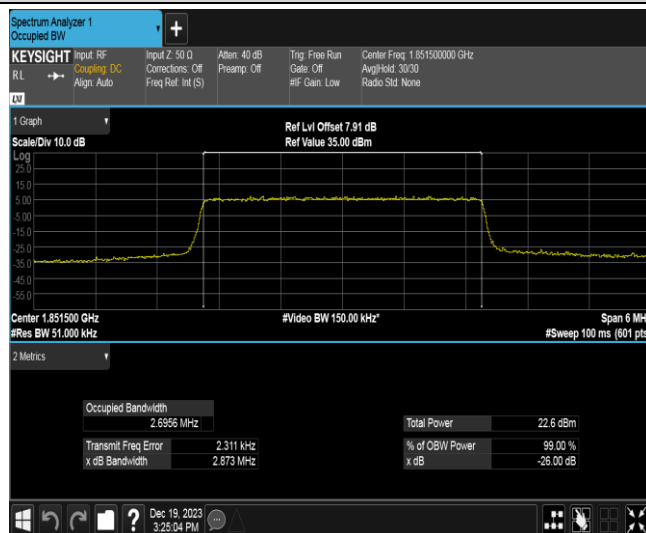 Spectrum Analyzer 1
Occupied BW
+
KEYSIGHT Input: RF Input Z: 50 Ω Atten: 40 dB Trig: Free Run Center Freq: 1.851500000 GHz
RL Coupling: DC Corrections: Off Preamp: Off Gate: Off Avg|Hold: 30/30
Align: Auto Freq Ref: Int (S) #IF Gain: Low Radio Std: None
LXI
1 Graph Ref Lvl Offset 7.91 dB
Scale/Div 10.0 dB Ref Value 35.00 dBm
Log
25.0
15.0
5.00
-5.00
-15.0
-25.0
-35.0
-45.0
-55.0
Center 1.851500 GHz #Video BW 150.00 kHz* Span 6 MH
#Res BW 51.000 kHz #Sweep 100 ms (601 pts
2 Metrics
Occupied Bandwidth
2.6956 MHz Total Power 22.6 dBm
Transmit Freq Error 2.311 kHz % of OBW Power 99.00 %
x dB Bandwidth 2.873 MHz x dB -26.00 dB
? Dec 19, 2023
3:25:04 PM